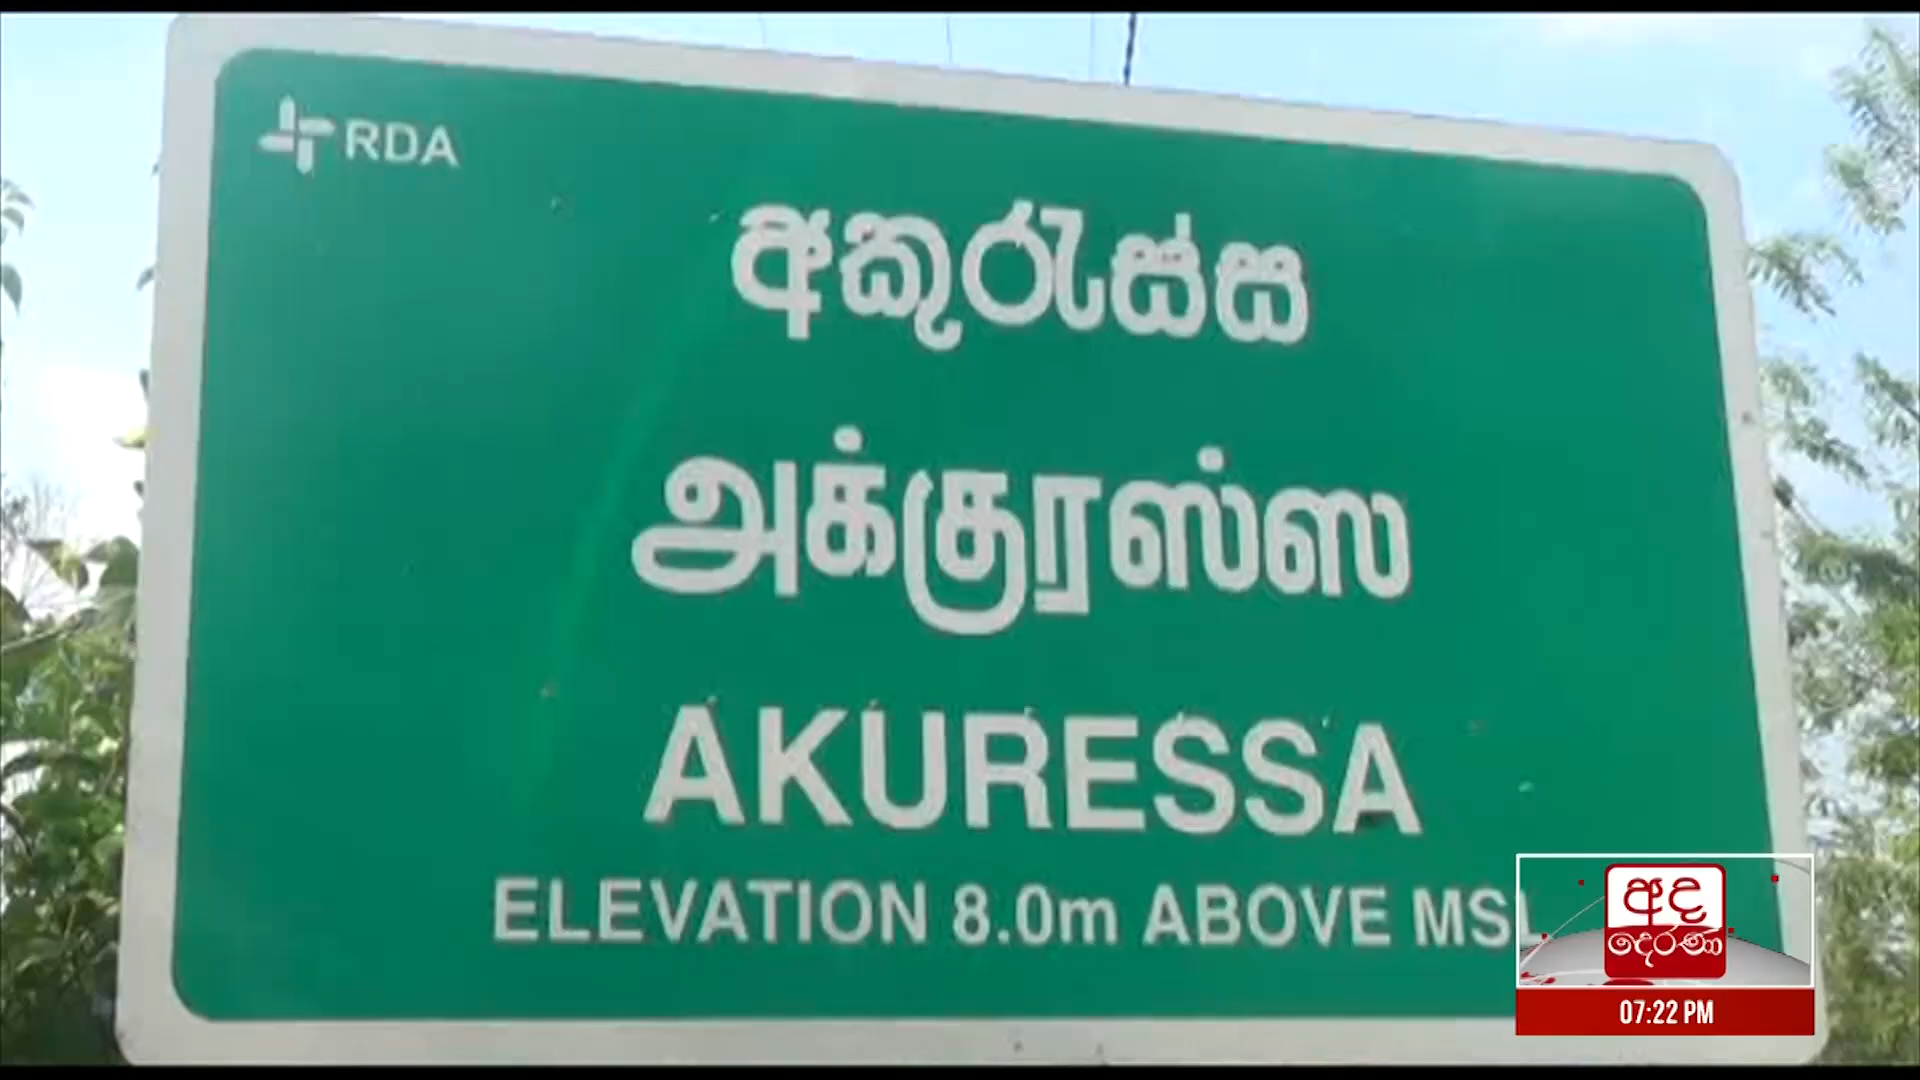 RDA
අකුරැස්ස
அக்குரஸ்ஸ
AKURESSA
ELEVATION 8.0m ABOVE MSL
අද
දෙරණ
07:22 PM